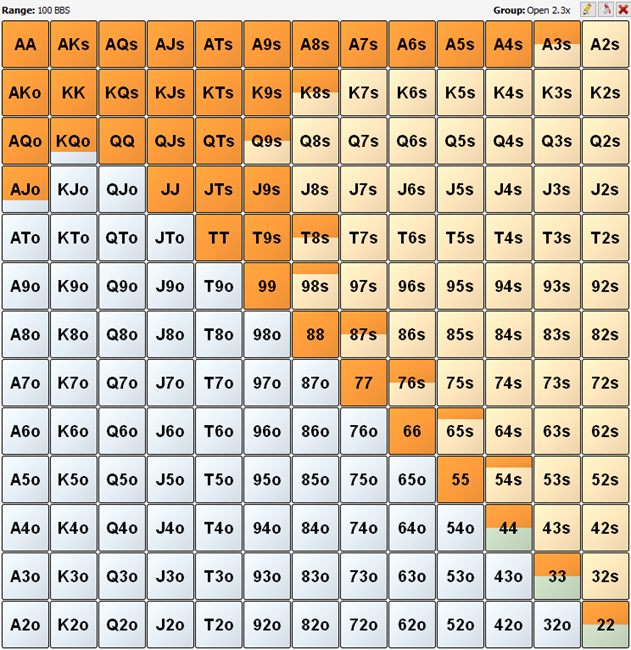 Range: 100 BBS Group: Open 2.3x
AA AKs AQs AJs ATs A9s A8s A7s A6s A5s A4s A3s A2s
AKo KK KQs KJs KTs K9s K8s K7s K6s K5s K4s K3s K2s
AQo KQo QQ QJs QTs Q9s Q8s Q7s Q6s Q5s Q4s Q3s Q2s
AJo KJo QJo JJ JTs J9s J8s J7s J6s J5s J4s J3s J2s
ATo KTo QTo JTo TT T9s T8s T7s T6s T5s T4s T3s T2s
A9o K9o Q9o J9o T9o 99 98s 97s 96s 95s 94s 93s 92s
A8o K8o Q8o J8o T8o 98o 88 87s 86s 85s 84s 83s 82s
A7o K7o Q7o J7o T7o 97o 87o 77 76s 75s 74s 73s 72s
A6o K6o Q6o J6o T6o 96o 86o 76o 66 65s 64s 63s 62s
A5o K5o Q5o J5o T5o 95o 85o 75o 65o 55 54s 53s 52s
A4o K4o Q4o J4o T4o 94o 84o 74o 64o 54o 44 43s 42s
A3o K3o Q3o J3o T3o 93o 83o 73o 63o 53o 43o 33 32s
A2o K2o Q2o J2o T2o 92o 82o 72o 62o 52o 42o 32o 22